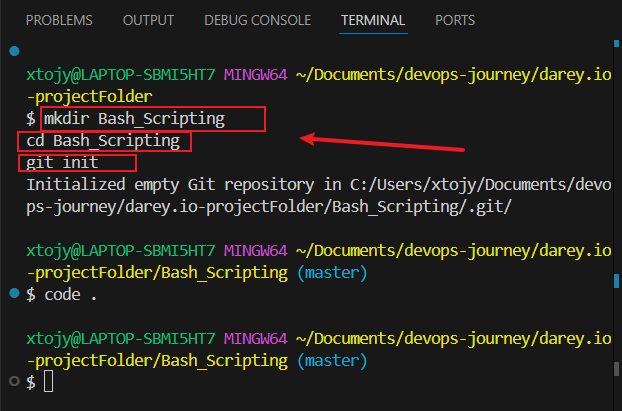 PROBLEMS OUTPUT DEBUG CONSOLE TERMINAL PORTS
xtojy@LAPTOP-SBMI5HT7 MINGW64 ~/Documents/devops-journey/darey.io
-projectFolder
$ mkdir Bash_Scripting
cd Bash_Scripting
git init
Initialized empty Git repository in C:/Users/xtojy/Documents/devo
ps-journey/darey.io-projectFolder/Bash_Scripting/.git/
xtojy@LAPTOP-SBMI5HT7 MINGW64 ~/Documents/devops-journey/darey.io
-projectFolder/Bash_Scripting (master)
$ code .
xtojy@LAPTOP-SBMI5HT7 MINGW64 ~/Documents/devops-journey/darey.io
-projectFolder/Bash_Scripting (master)
$